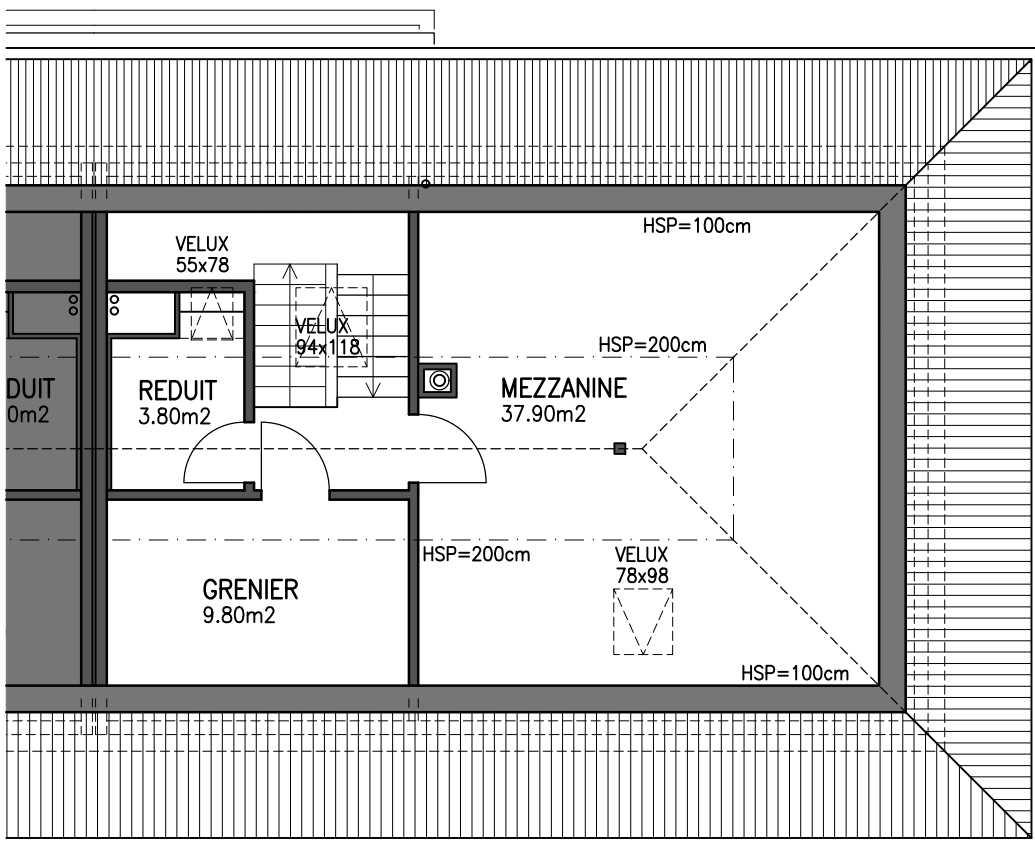 HSP=100cm
VELUX
55x78
VELUX
94x118
HSP=200cm
DUIT
0m2
REDUIT
3.80m2
MEZZANINE
37.90m2
HSP=200cm
VELUX
78x98
GRENIER
9.80m2
HSP=100cm